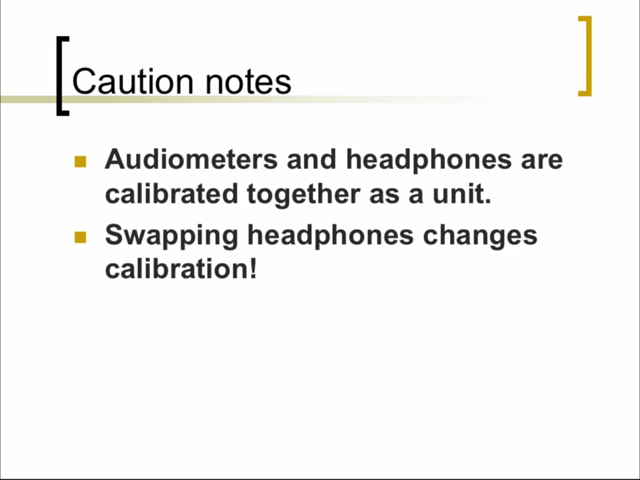 Caution notes
Audiometers and headphones are
calibrated together as a unit.
Swapping headphones changes
calibration!